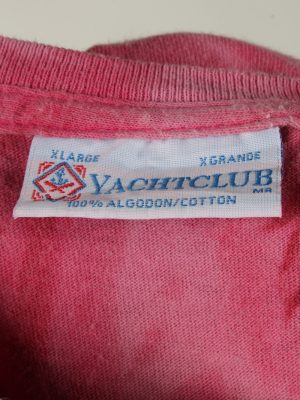 XLARGE XGRANDE
YACHTCLUB
MR
100% ALGODON/COTTON